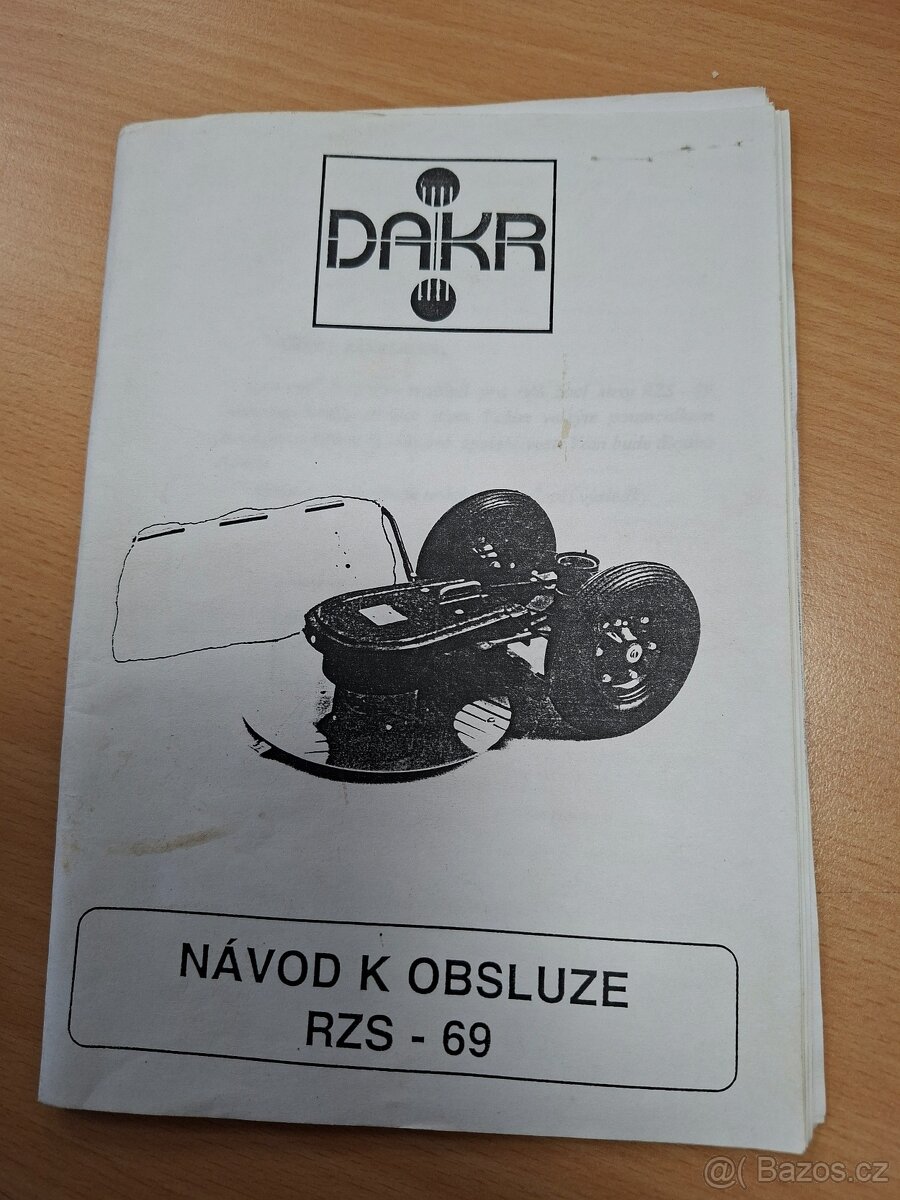 DAKR
NÁVOD K OBSLUZE
RZS - 69
@( Bazos.cz